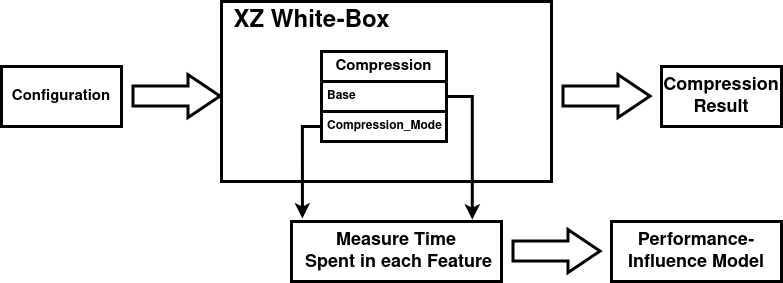 XZ White-Box
Configuration
Compression
Base
Compression_Mode
Compression
Result
Measure Time
Spent in each Feature
Performance-
Influence Model